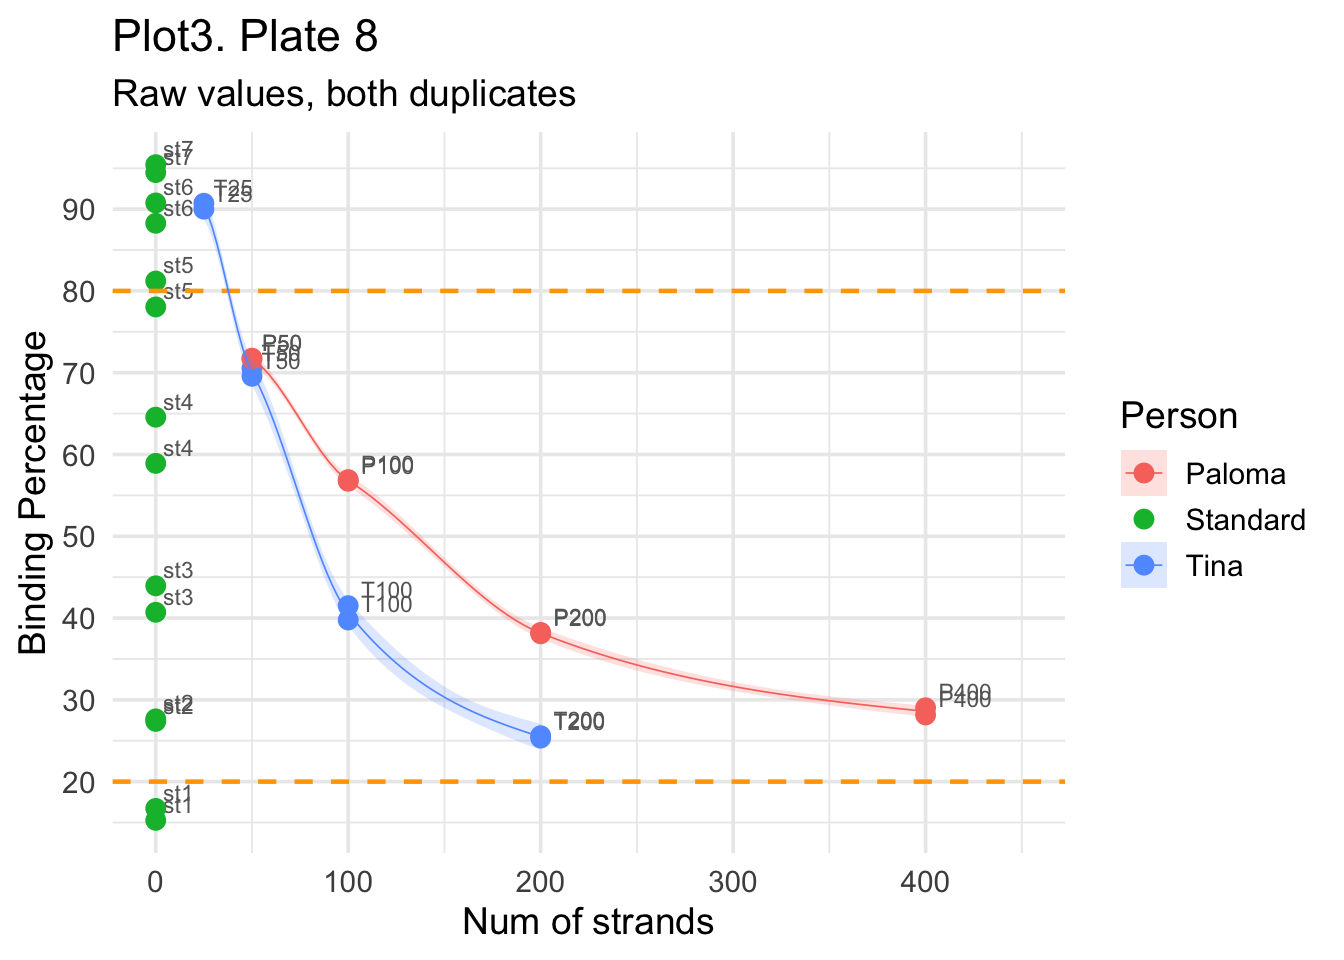 Plot3. Plate 8
Raw values, both duplicates
Binding Percentage
90
80
70
60
50
40
30
20
st7
st7
st6
st6
st5
st5
st4
st4
st3
st3
st2
st2
st1
st1
T25
T25
P50
T50
T50
P100
P100
T100
T100
P200
P200
T200
T200
P400
P400
0
100
200
300
400
Num of strands
Person
Paloma
Standard
Tina